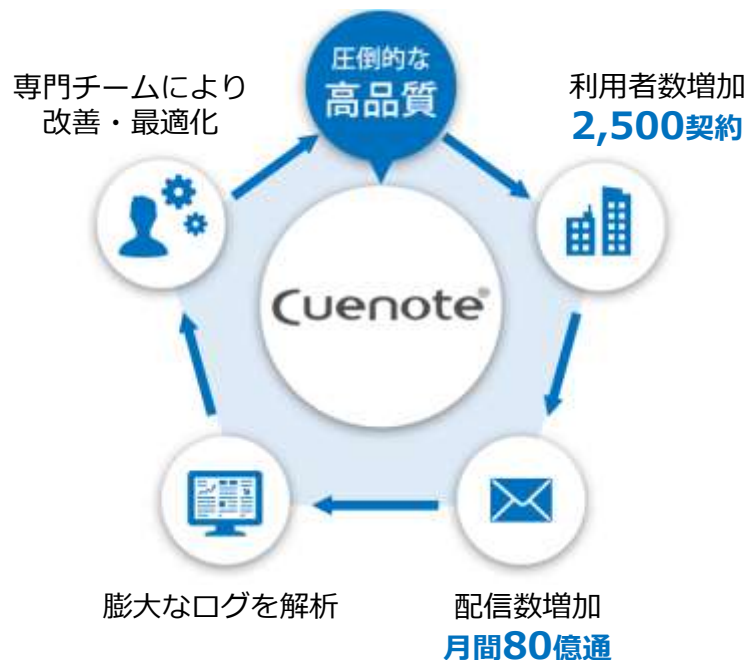 圧倒的な
高品質
利用者数増加
2,500契約
配信数増加
月間80億通
膨大なログを解析
専門チームにより
改善・最適化
Cuenote®